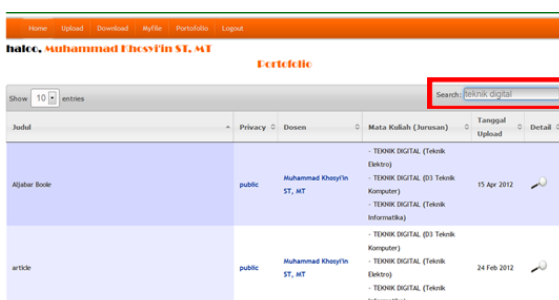 Home Upload Download Myfile Portofolio Logout
haloo, Muhammad Khosyi'in ST, MT
Portofolio
Show 10 entries Search: teknik digital
Judul Privacy Dosen Mata Kuliah (Jurusan) Tanggal Upload Detail
Aljabar Boole public Muhammad Khosyi'in ST, MT
- TEKNIK DIGITAL (Teknik
Elektro)
- TEKNIK DIGITAL (D3 Teknik
Komputer)
- TEKNIK DIGITAL (Teknik
Informatika)
15 Apr 2012
article public Muhammad Khosyi'in ST, MT
- TEKNIK DIGITAL (D3 Teknik
Komputer)
- TEKNIK DIGITAL (Teknik
Elektro)
- TEKNIK DIGITAL (Teknik
24 Feb 2012